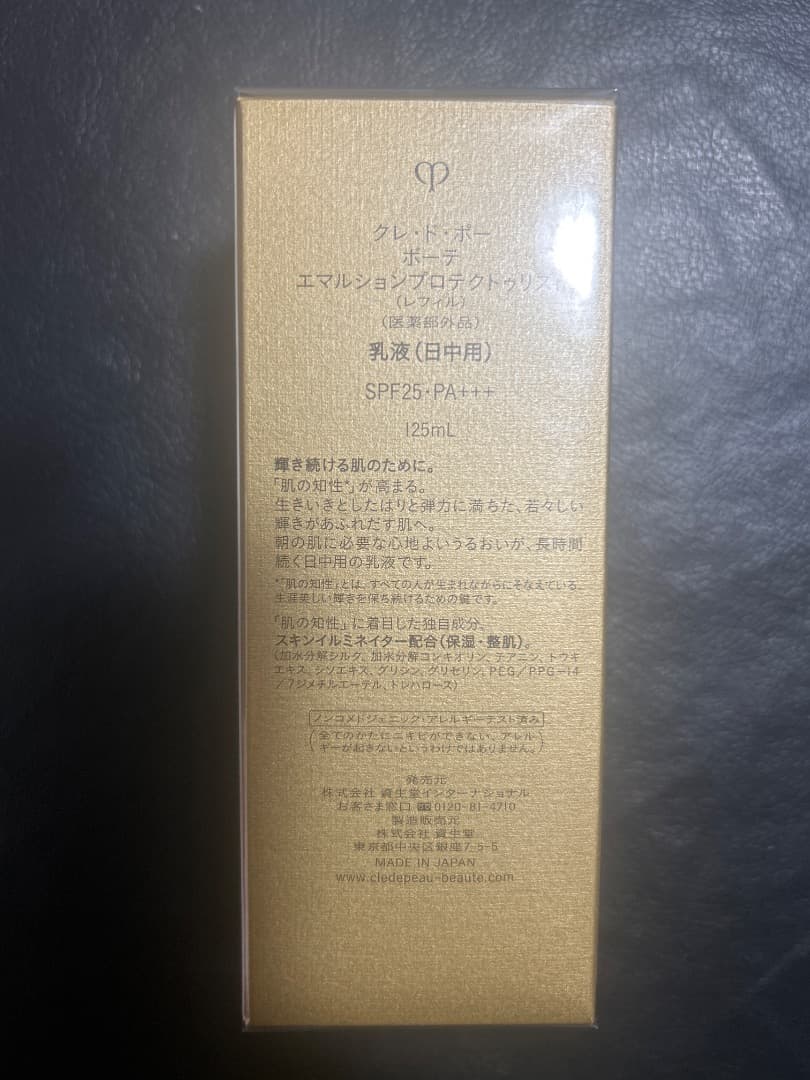 クレ・ド・ポー
ボーテ
エマルションプロテクトゥリス
(レフィル)
(医薬部外品)
乳液(日中用)
SPF25・PA+++
125mL
輝き続ける肌のために。
「肌の知性*」が高まる。
生きいきとしたはりと弾力に満ちた、若々しい
輝きがあふれだす肌へ。
朝の肌に必要な心地よいうるおいが、長時間
続く日中用の乳液です。
*「肌の知性」とは、すべての人が生まれながらにそなえている、
生涯美しい輝きを保ち続けるための鍵です。
「肌の知性」に着目した独自成分、
スキンイルミネイター配合(保湿・整肌)。
(加水分解シルク、加水分解コンキオリン、テアニン、トウキ
エキス、シソエキス、グリシン、グリセリン、PEG/PPG-14
/7ジメチルエーテル、トレハロース)
ノンコメドジェニック・アレルギーテスト済み
(全てのかたにニキビができない、アレル
ギーが起きないというわけではありません。)
発売元
株式会社 資生堂インターナショナル
お客さま窓口 0120-81-4710
製造販売元
株式会社 資生堂
東京都中央区銀座7-5-5
MADE IN JAPAN
www.cledepeau-beaute.com